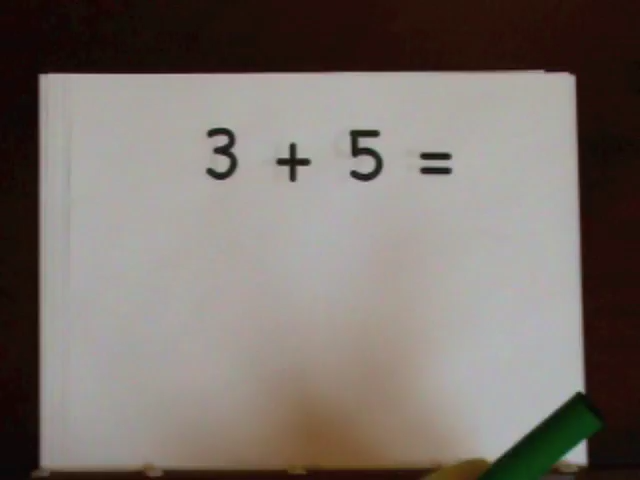 3 + 5 =